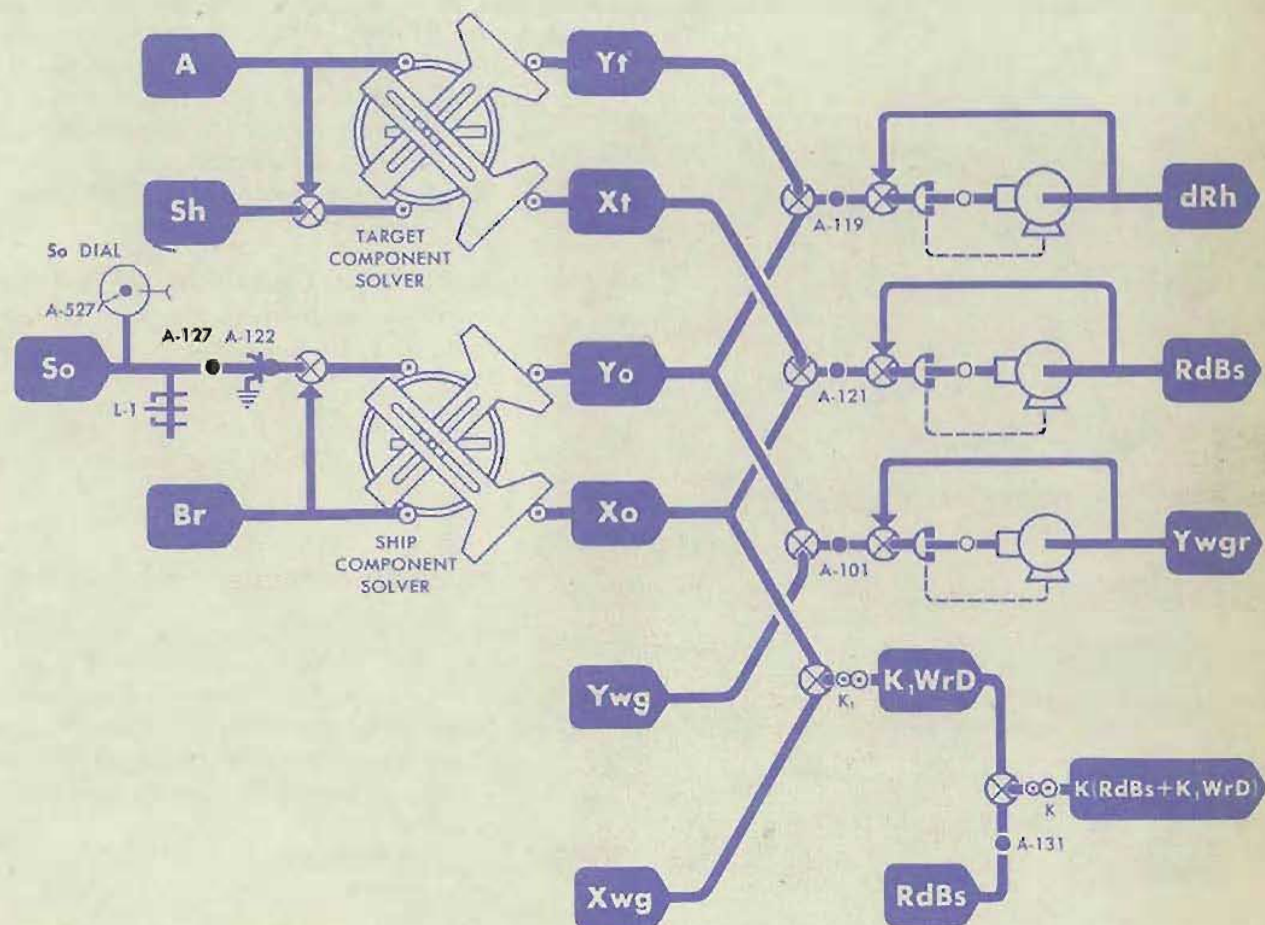 A
Yt
Sh
Xt
TARGET
COMPONENT
SOLVER
dRh
A-119
So DIAL
A-527
So
A-127
A-122
L-1
Yo
RdBs
A-121
Br
Xo
SHIP
COMPONENT
SOLVER
Ywgr
A-101
Ywg
K₁
K₁WrD
K
K(RdBs+K₁WrD)
A-131
Xwg
RdBs